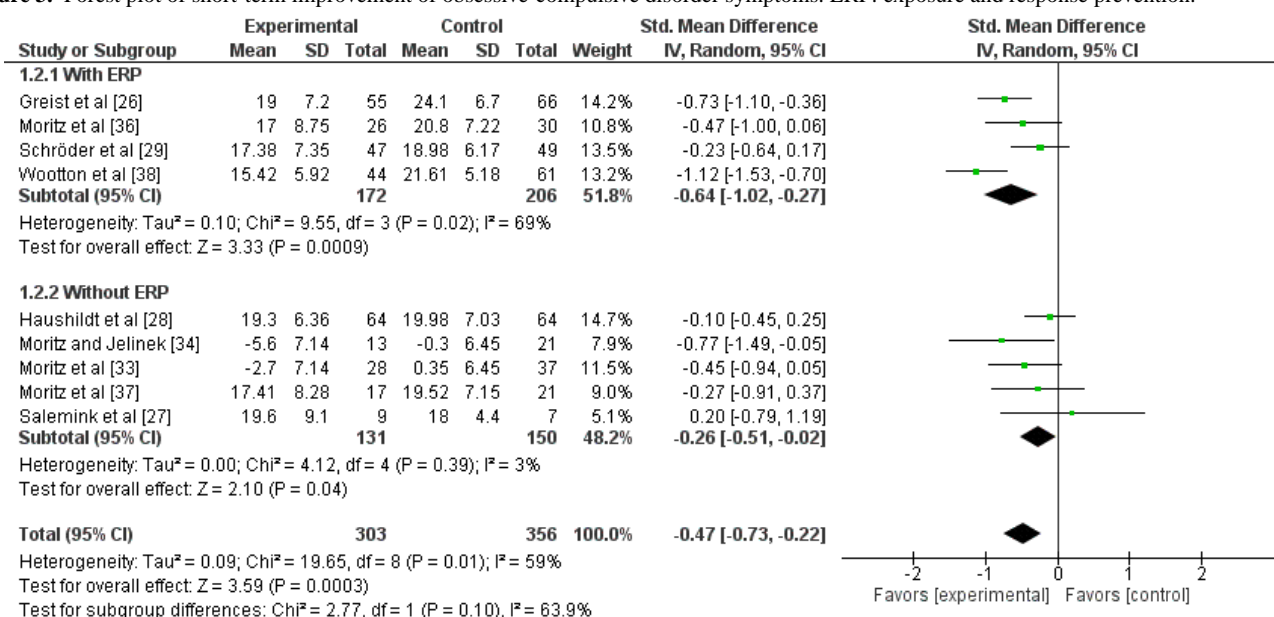 Figure 3. Forest plot of short-term improvement of obsessive-compulsive disorder symptoms. ERP: exposure and response prevention.
Experimental Control Std. Mean Difference Std. Mean Difference
Study or Subgroup Mean SD Total Mean SD Total Weight IV, Random, 95% CI IV, Random, 95% CI
1.2.1 With ERP
Greist et al [26] 19 7.2 55 24.1 6.7 66 14.2% -0.73 [-1.10, -0.36]
Moritz et al [36] 17 8.75 26 20.8 7.22 30 10.8% -0.47 [-1.00, 0.06]
Schröder et al [29] 17.38 7.35 47 18.98 6.17 49 13.5% -0.23 [-0.64, 0.17]
Wootton et al [38] 15.42 5.92 44 21.61 5.18 61 13.2% -1.12 [-1.53, -0.70]
Subtotal (95% CI) 172 206 51.8% -0.64 [-1.02, -0.27]
Heterogeneity: Tau² = 0.10; Chi² = 9.55, df = 3 (P = 0.02); I² = 69%
Test for overall effect: Z = 3.33 (P = 0.0009)
1.2.2 Without ERP
Haushildt et al [28] 19.3 6.36 64 19.98 7.03 64 14.7% -0.10 [-0.45, 0.25]
Moritz and Jelinek [34] -5.6 7.14 13 -0.3 6.45 21 7.9% -0.77 [-1.49, -0.05]
Moritz et al [33] -2.7 7.14 28 0.35 6.45 37 11.5% -0.45 [-0.94, 0.05]
Moritz et al [37] 17.41 8.28 17 19.52 7.15 21 9.0% -0.27 [-0.91, 0.37]
Salemink et al [27] 19.6 9.1 9 18 4.4 7 5.1% 0.20 [-0.79, 1.19]
Subtotal (95% CI) 131 150 48.2% -0.26 [-0.51, -0.02]
Heterogeneity: Tau² = 0.00; Chi² = 4.12, df = 4 (P = 0.39); I² = 3%
Test for overall effect: Z = 2.10 (P = 0.04)
Total (95% CI) 303 356 100.0% -0.47 [-0.73, -0.22]
Heterogeneity: Tau² = 0.09; Chi² = 19.65, df = 8 (P = 0.01); I² = 59%
Test for overall effect: Z = 3.59 (P = 0.0003)
Test for subgroup differences: Chi² = 2.77, df = 1 (P = 0.10), I² = 63.9%
-2 -1 0 1 2
Favors [experimental] Favors [control]